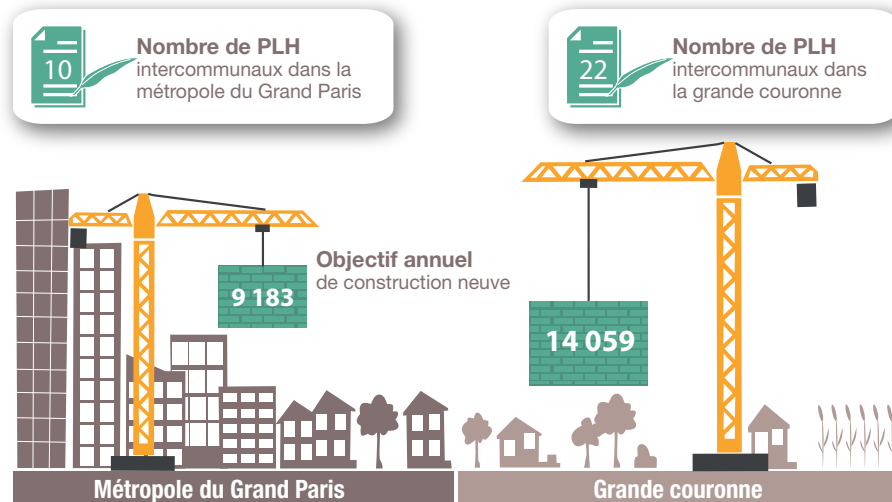 10
Nombre de PLH
intercommunaux dans la
métropole du Grand Paris
22
Nombre de PLH
intercommunaux dans
la grande couronne
Objectif annuel
de construction neuve
9 183
14 059
Métropole du Grand Paris
Grande couronne